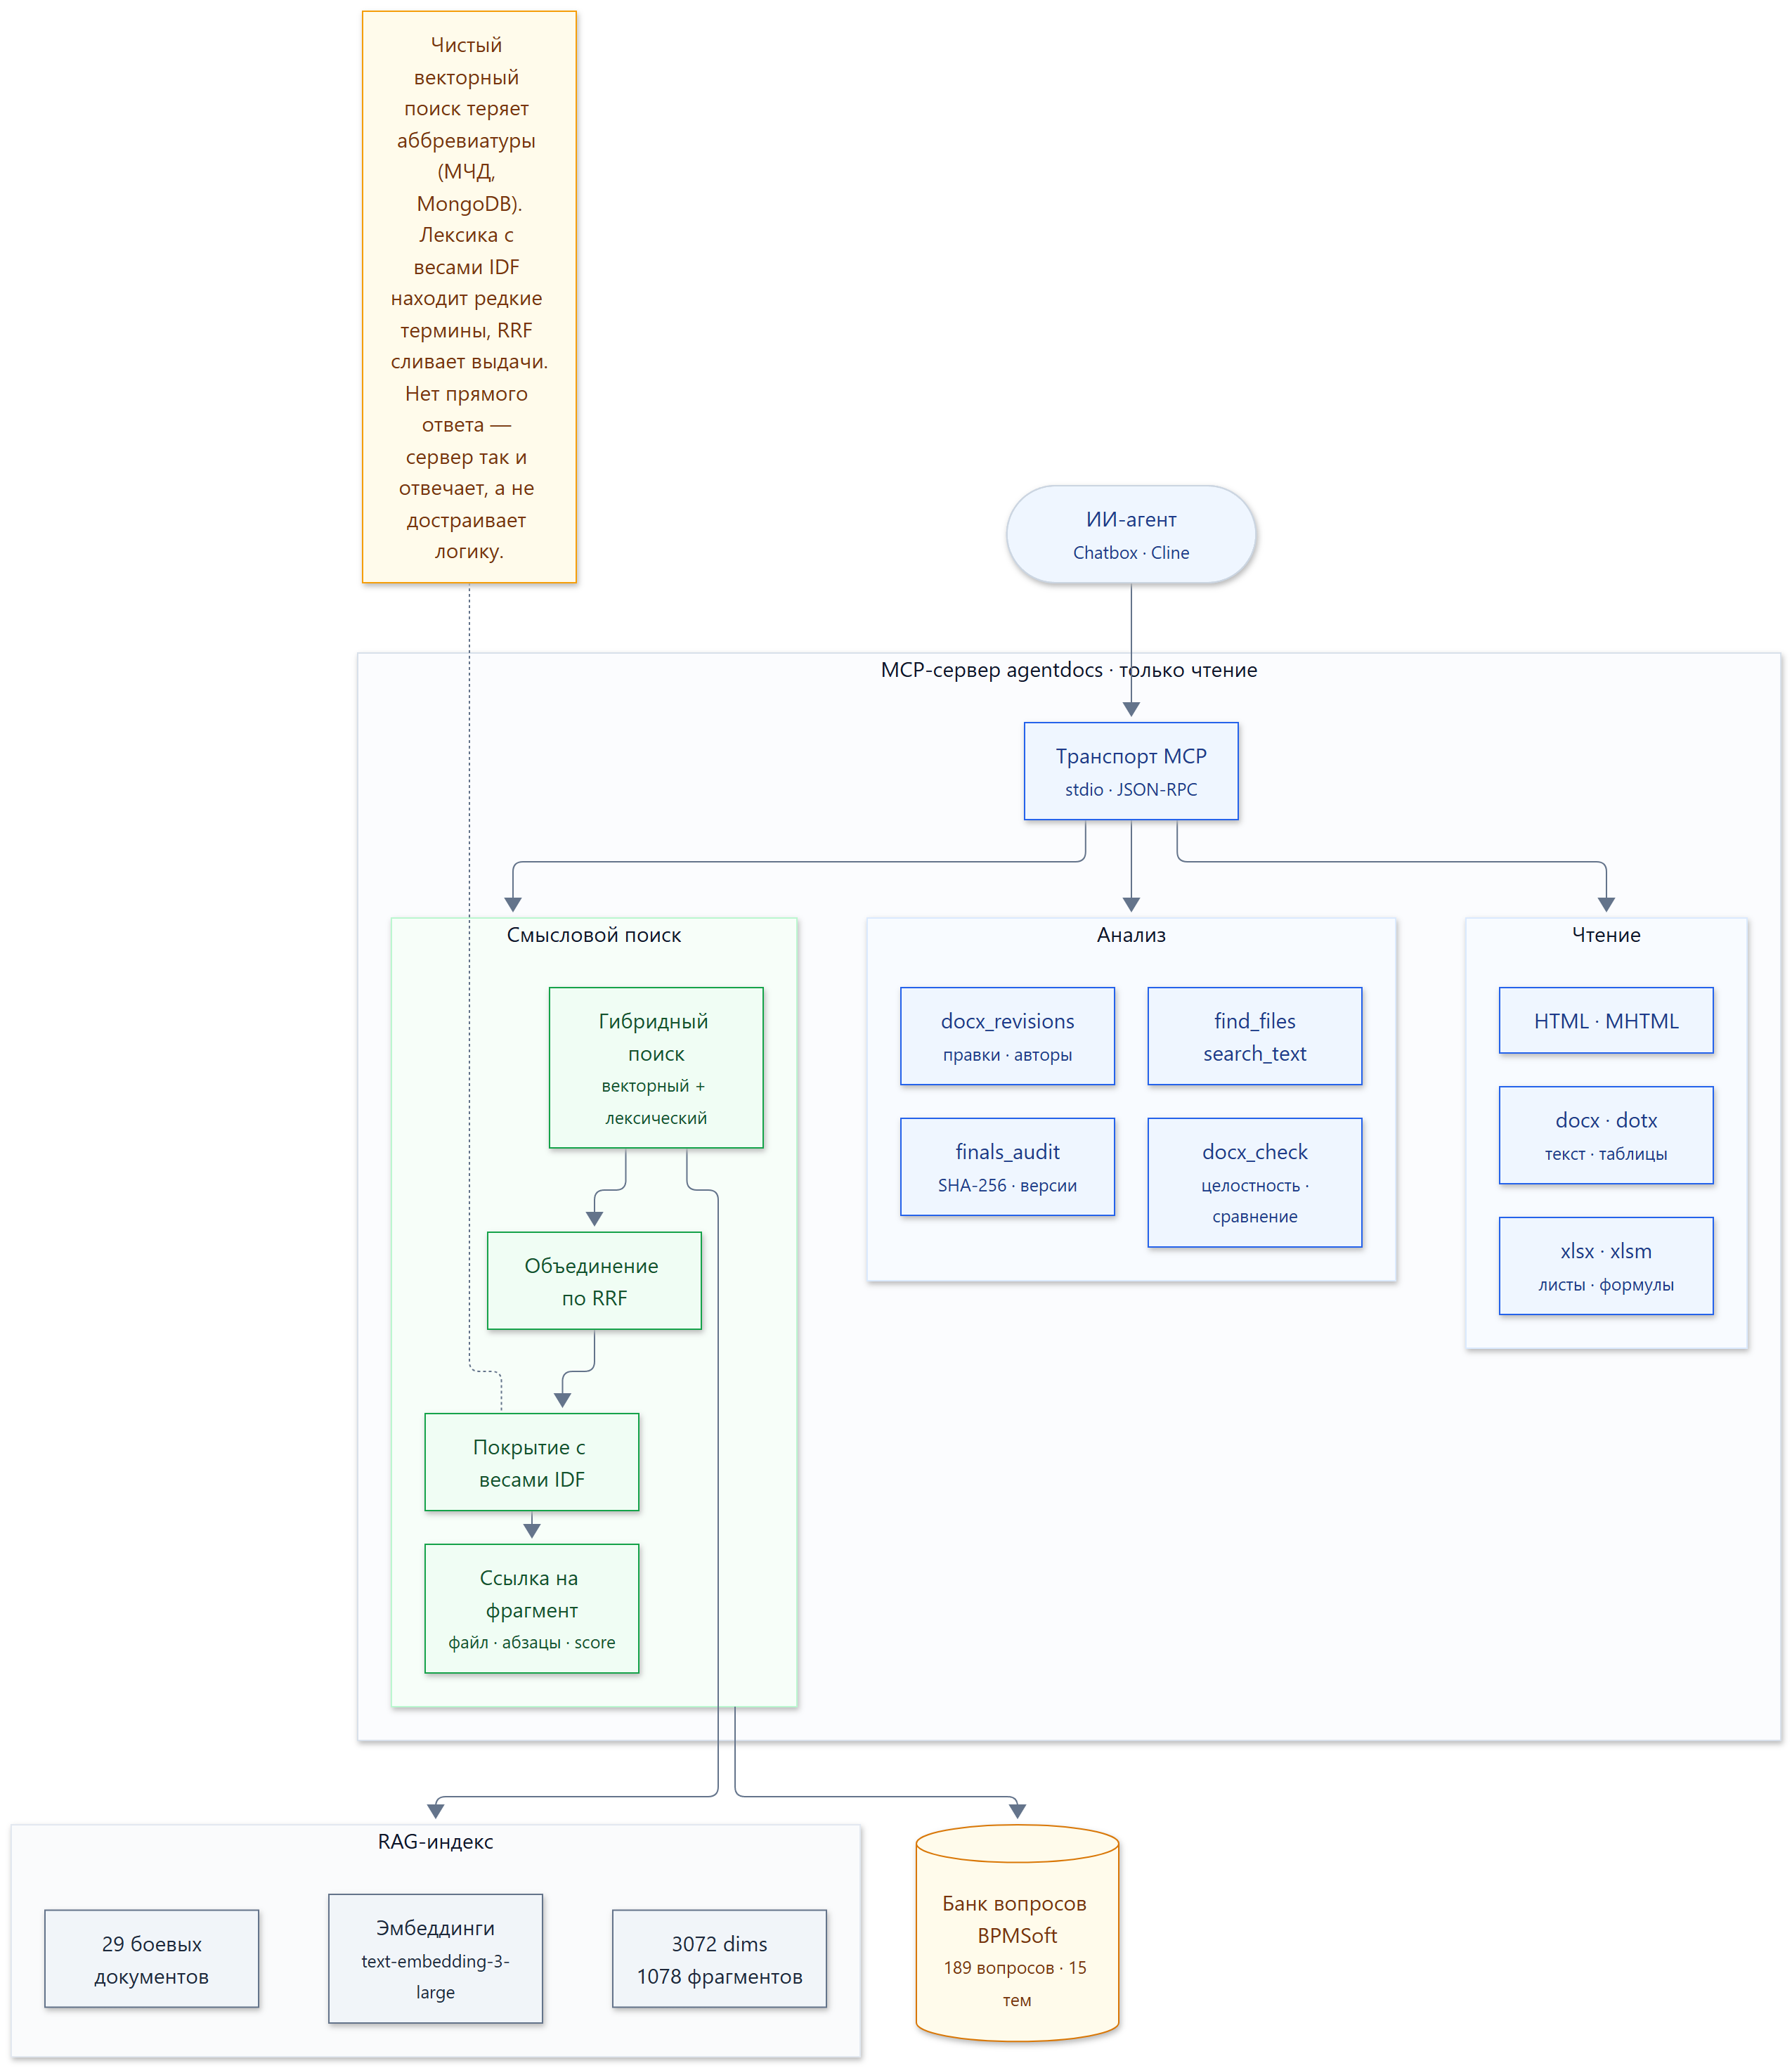 Чистый
векторный
поиск теряет
аббревиатуры
(МЧД,
MongoDB).
Лексика с
весами IDF
находит редкие
термины, RRF
сливает выдачи.
Нет прямого
ответа —
сервер так и
отвечает, а не
достраивает
логику.
ИИ-агент
Chatbox · Cline
MCP-сервер agentdocs · только чтение
Транспорт MCP
stdio · JSON-RPC
Смысловой поиск
Гибридный
поиск
векторный +
лексический
Объединение
по RRF
Покрытие с
весами IDF
Ссылка на
фрагмент
файл · абзацы · score
Анализ
docx_revisions
правки · авторы
find_files
search_text
finals_audit
SHA-256 · версии
docx_check
целостность ·
сравнение
Чтение
HTML · MHTML
docx · dotx
текст · таблицы
xlsx · xlsm
листы · формулы
RAG-индекс
29 боевых
документов
Эмбеддинги
text-embedding-3-
large
3072 dims
1078 фрагментов
Банк вопросов
BPMSoft
189 вопросов · 15
тем